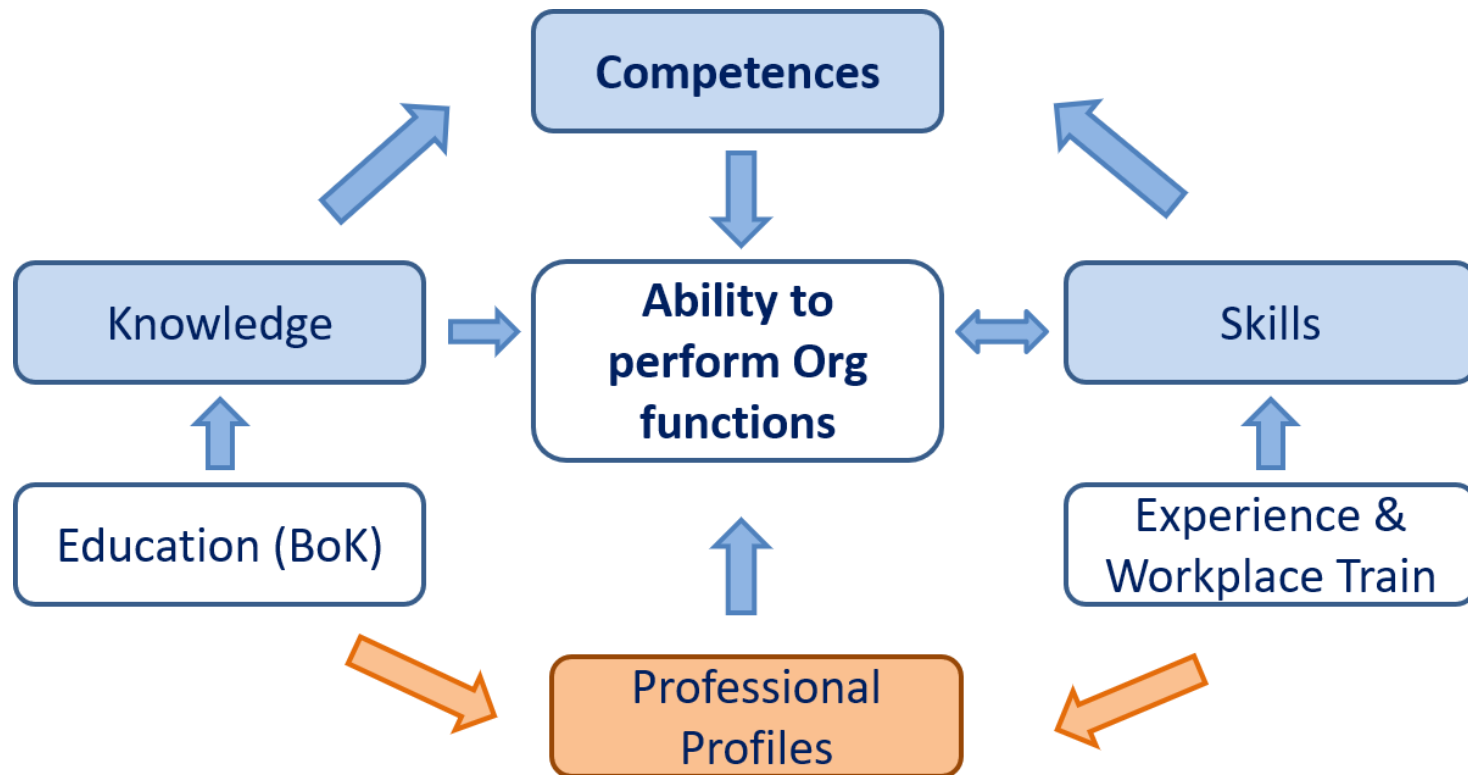 Competences
Knowledge
Ability to
perform Org
functions
Skills
Education (BoK)
Experience &
Workplace Train
Professional
Profiles